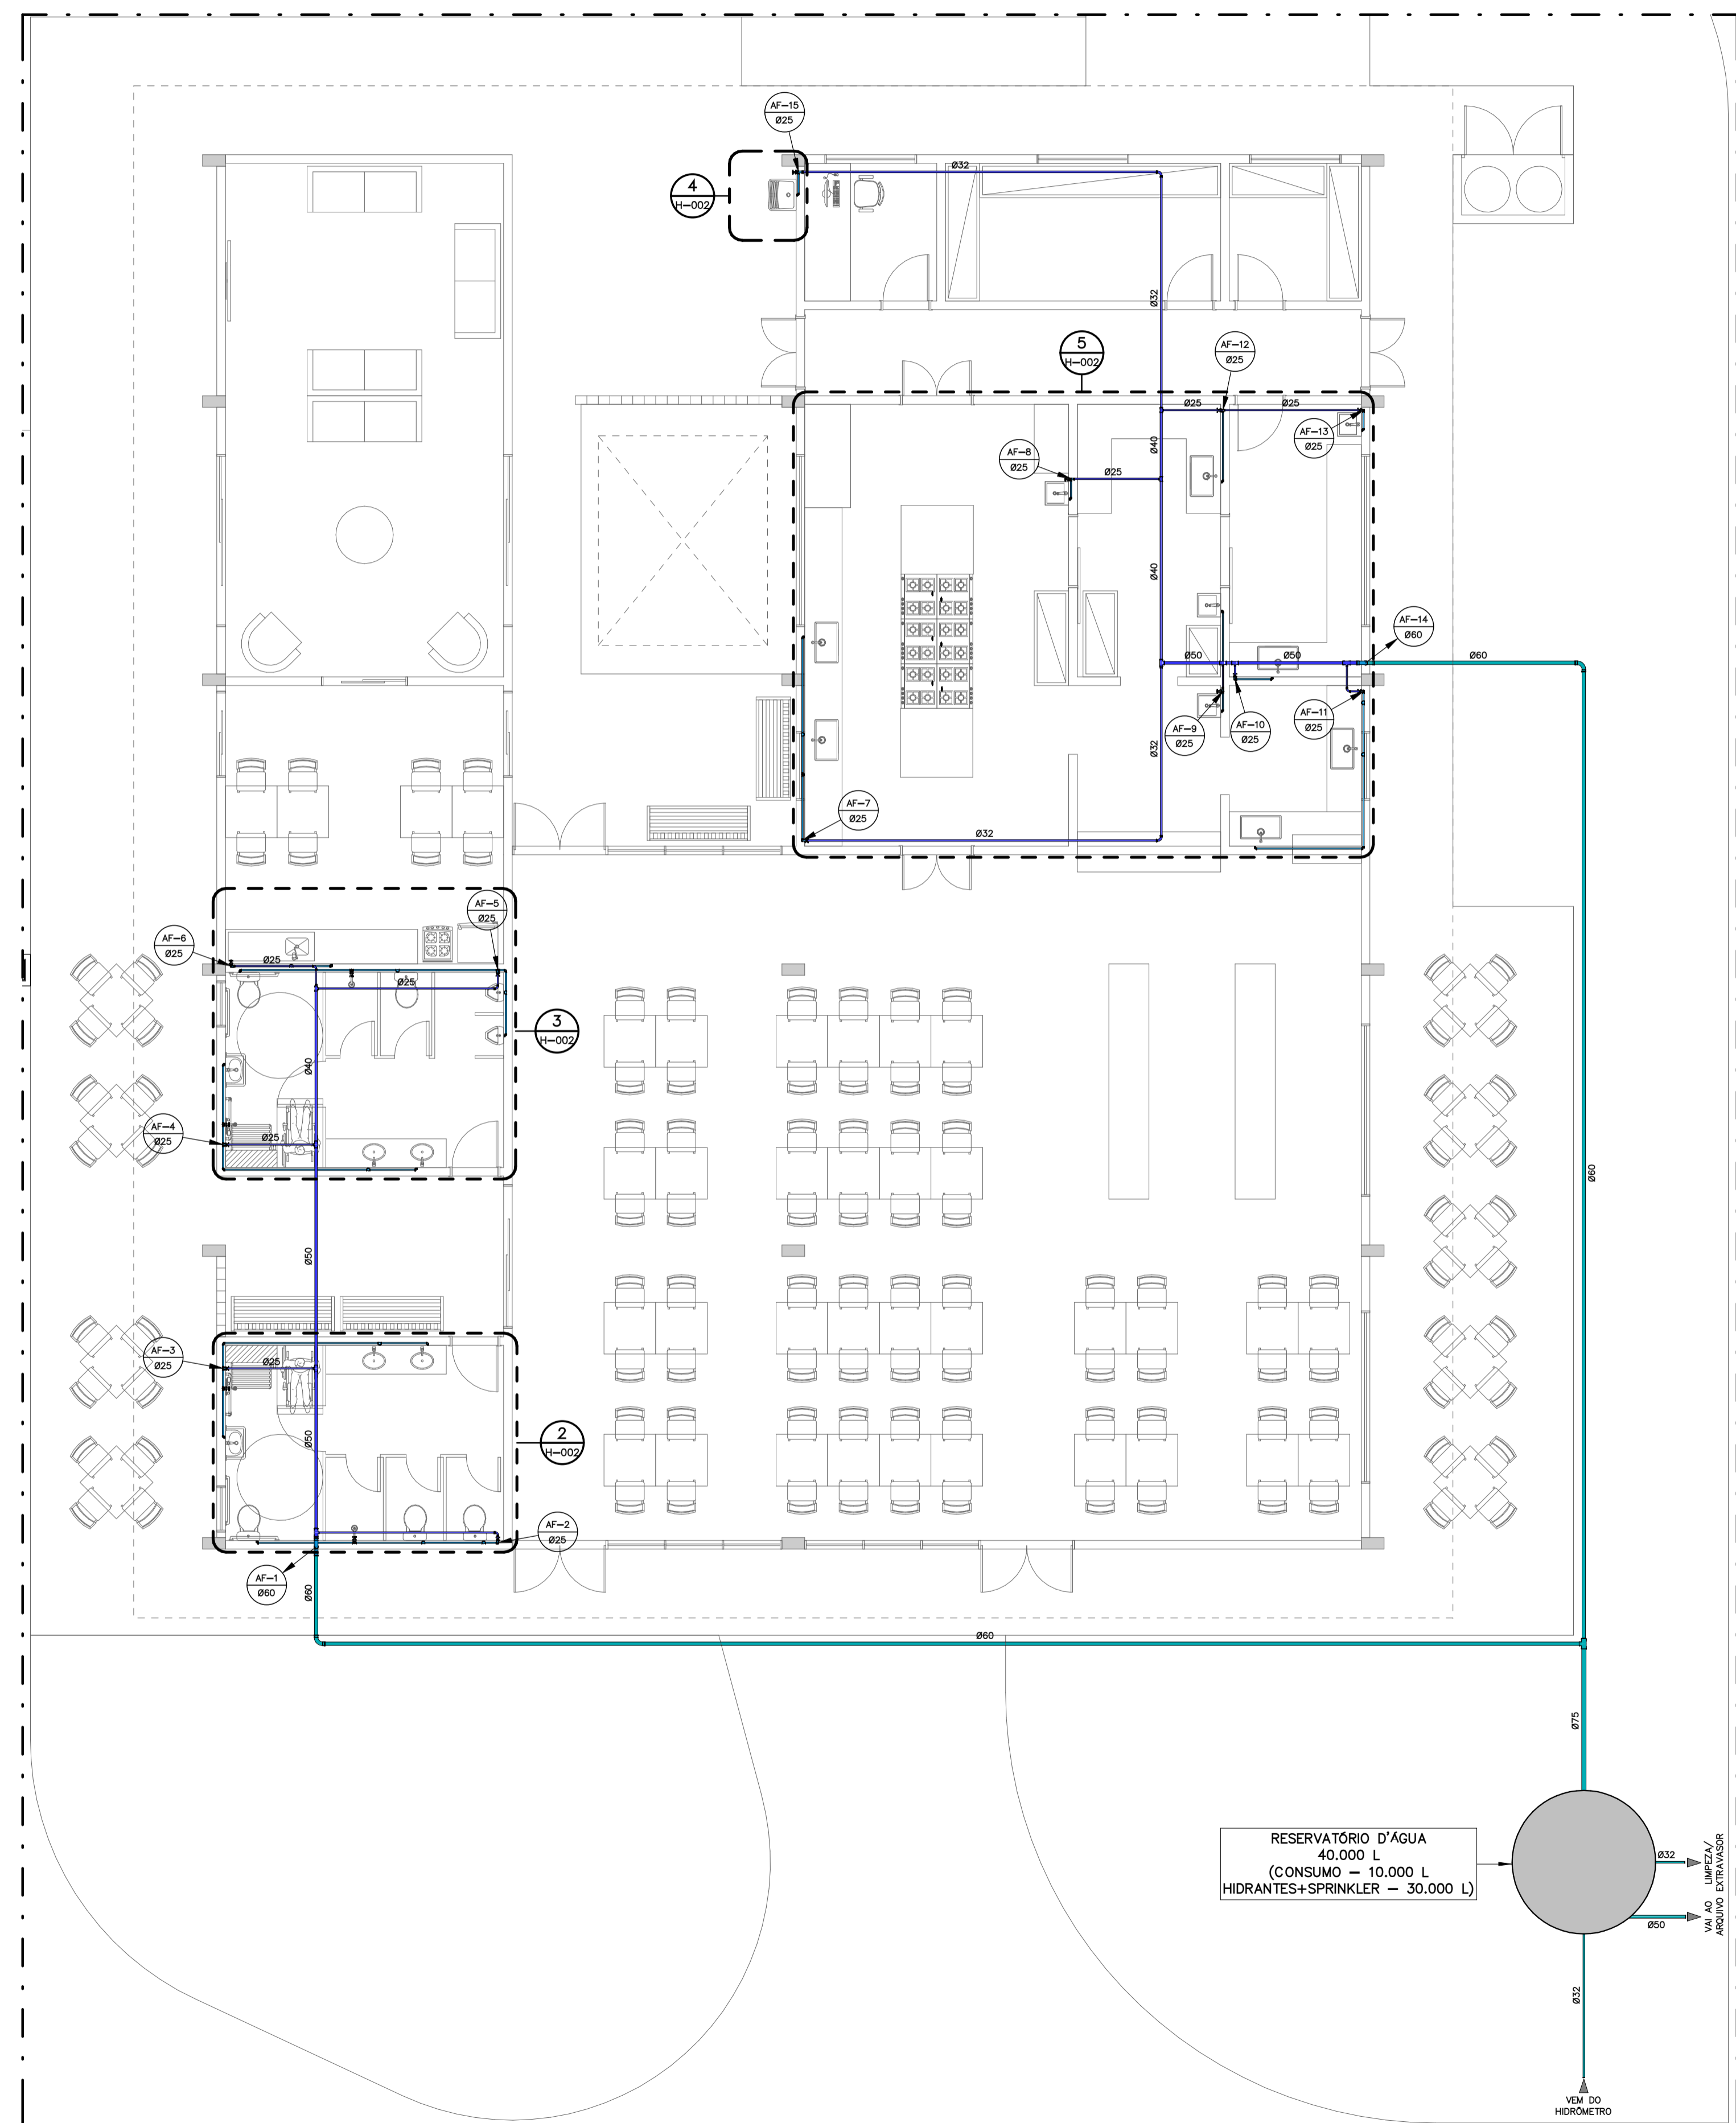 AF-15
Ø25
Ø32
4
H-002
Ø32
5
H-002
AF-12
Ø25
Ø25
Ø25
AF-13
Ø25
Ø40
AF-8
Ø25
Ø25
Ø40
AF-14
Ø60
Ø50
Ø50
Ø60
AF-9
Ø25
AF-10
Ø25
AF-11
Ø25
Ø32
AF-7
Ø25
Ø32
AF-5
Ø25
AF-6
Ø25
Ø25
Ø25
3
H-002
Ø40
AF-4
Ø25
Ø25
Ø60
Ø50
AF-3
Ø25
Ø25
Ø50
2
H-002
AF-2
Ø25
AF-1
Ø60
Ø60
Ø60
Ø75
RESERVATÓRIO D'ÁGUA
40.000 L
(CONSUMO - 10.000 L
HIDRANTES+SPRINKLER - 30.000 L)
Ø32
LIMPEZA/
EXTRAVASOR
VAI AO
ARQUIVO
Ø50
Ø32
VEM DO
HIDRÔMETRO